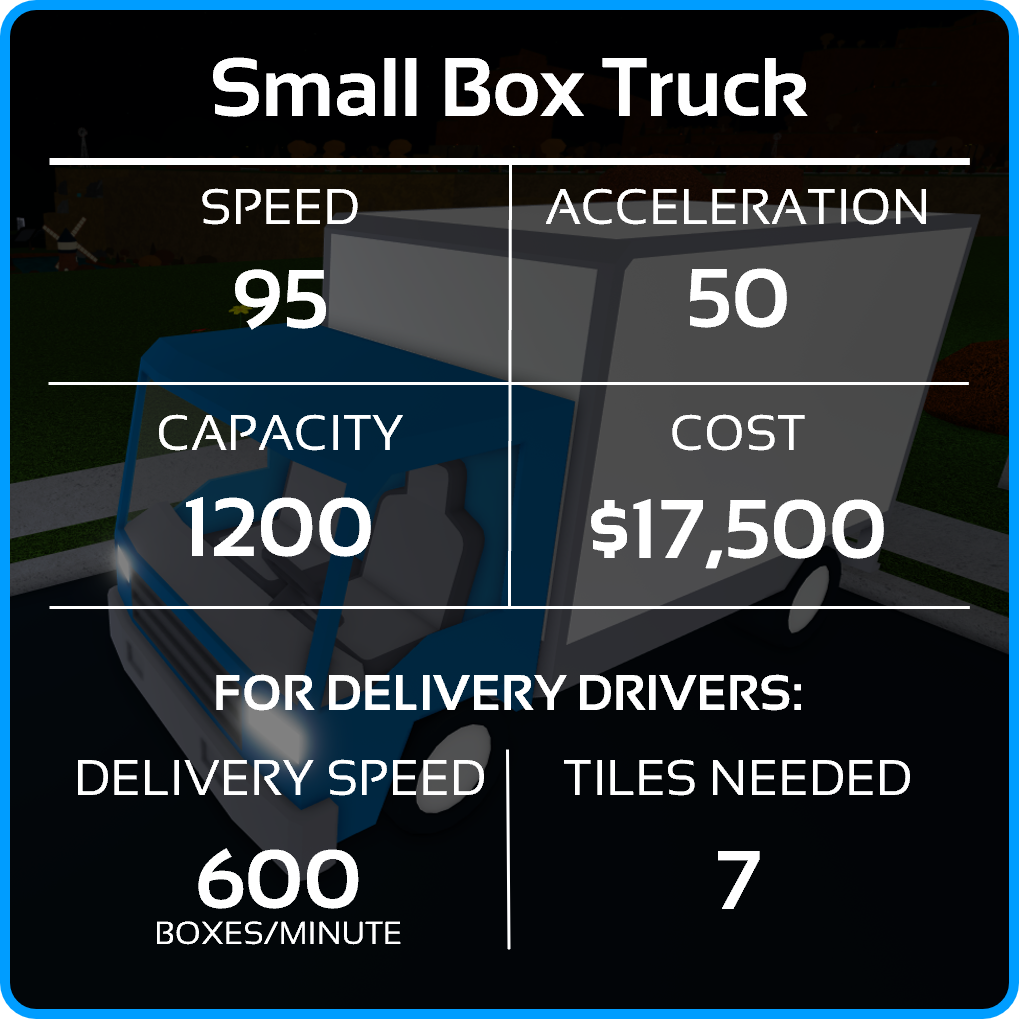 Small Box Truck
SPEED
95
ACCELERATION
50
CAPACITY
1200
COST
$17,500
FOR DELIVERY DRIVERS:
DELIVERY SPEED
600
BOXES/MINUTE
TILES NEEDED
7